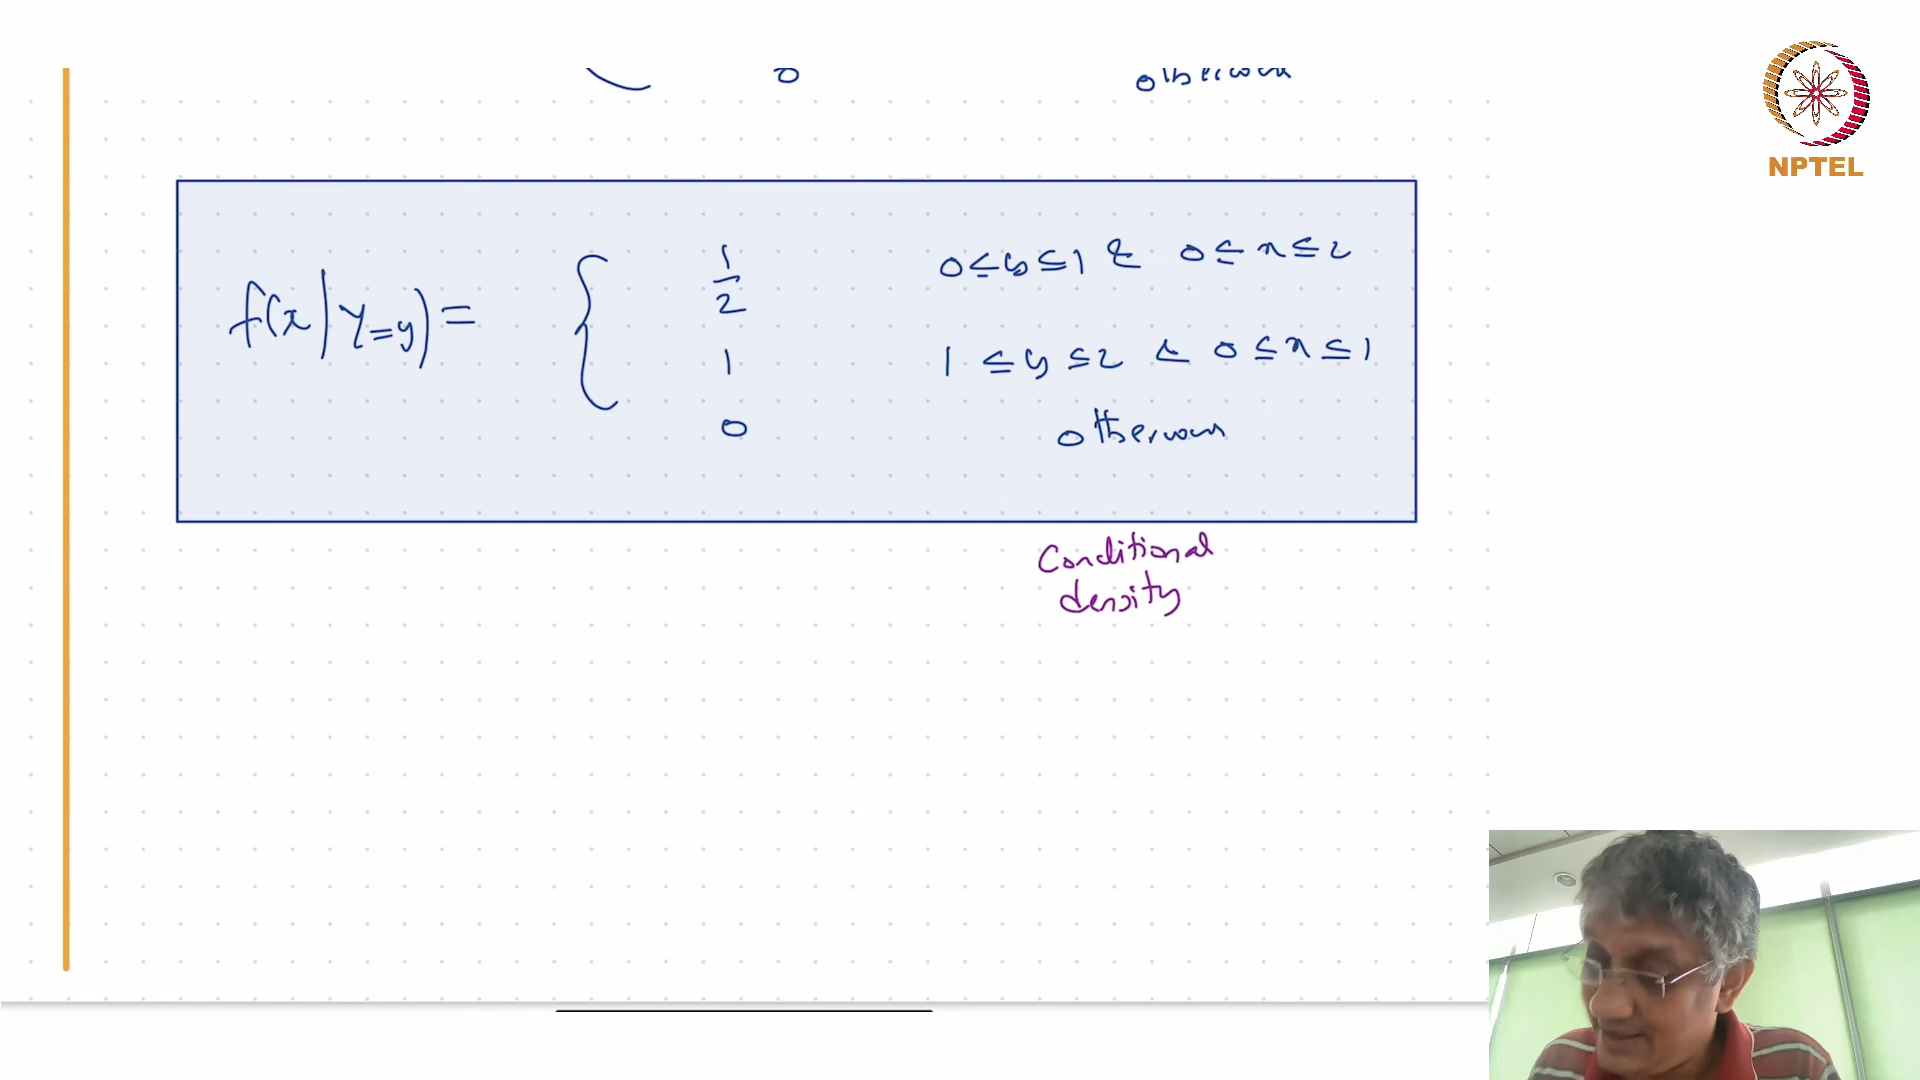 0 otherwise
NPTEL
f(x|Y=y) = { 1/2 0≤y≤1 & 0≤x≤2
1 1≤y≤2 & 0≤x≤1
0 otherwise
Conditional
density